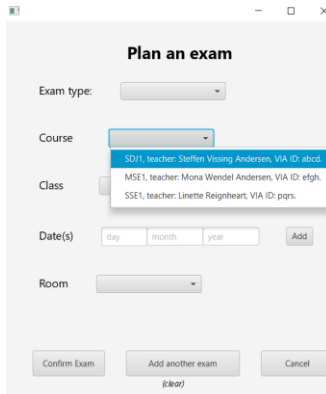 Plan an exam
Exam type:
Course
SDJ1, teacher: Steffen Vissing Andersen, VIA ID: abcd.
MSE1, teacher: Mona Wendel Andersen, VIA ID: efgh.
SSE1, teacher: Linette Reignheart, VIA ID: pqrs.
Class
Date(s) day month year Add
Room
Confirm Exam Add another exam Cancel
(clear)